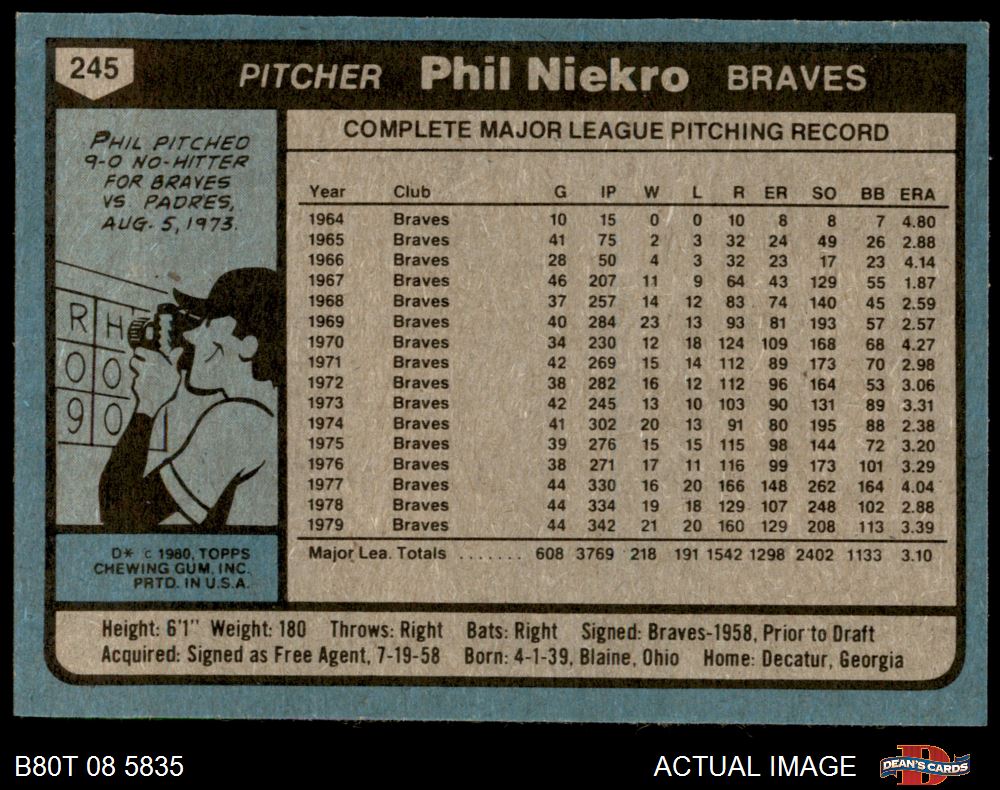 245 PITCHER Phil Niekro BRAVES
PHIL PITCHED
9-0 NO-HITTER
FOR BRAVES
VS. PADRES,
AUG. 5, 1973.
R H
0 0
9 0
D* © 1980, TOPPS
CHEWING GUM, INC.
PRTD. IN U.S.A.
COMPLETE MAJOR LEAGUE PITCHING RECORD
Year Club G IP W L R ER SO BB ERA
1964 Braves 10 15 0 0 10 8 8 7 4.80
1965 Braves 41 75 2 3 32 24 49 26 2.88
1966 Braves 28 50 4 3 32 23 17 23 4.14
1967 Braves 46 207 11 9 64 43 129 55 1.87
1968 Braves 37 257 14 12 83 74 140 45 2.59
1969 Braves 40 284 23 13 93 81 193 57 2.57
1970 Braves 34 230 12 18 124 109 168 68 4.27
1971 Braves 42 269 15 14 112 89 173 70 2.98
1972 Braves 38 282 16 12 112 96 164 53 3.06
1973 Braves 42 245 13 10 103 90 131 89 3.31
1974 Braves 41 302 20 13 91 80 195 88 2.38
1975 Braves 39 276 15 15 115 98 144 72 3.20
1976 Braves 38 271 17 11 116 99 173 101 3.29
1977 Braves 44 330 16 20 166 148 262 164 4.04
1978 Braves 44 334 19 18 129 107 248 102 2.88
1979 Braves 44 342 21 20 160 129 208 113 3.39
Major Lea. Totals ....... 608 3769 218 191 1542 1298 2402 1133 3.10
Height: 6'1" Weight: 180 Throws: Right Bats: Right Signed: Braves-1958, Prior to Draft
Acquired: Signed as Free Agent, 7-19-58 Born: 4-1-39, Blaine, Ohio Home: Decatur, Georgia
B80T 08 5835 ACTUAL IMAGE D DEAN'S CARDS